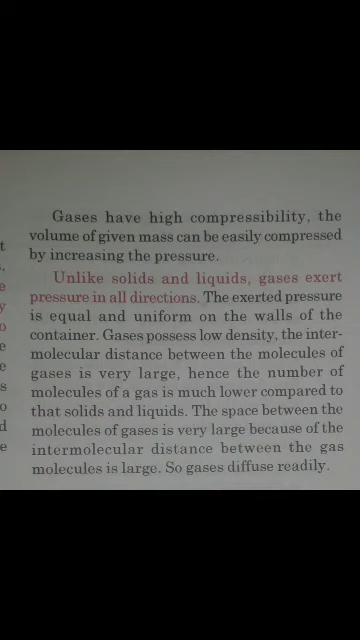 Gases have high compressibility, the
volume of given mass can be easily compressed
by increasing the pressure.
Unlike solids and liquids, gases exert
pressure in all directions. The exerted pressure
is equal and uniform on the walls of the
container. Gases possess low density, the inter-
molecular distance between the molecules of
gases is very large, hence the number of
molecules of a gas is much lower compared to
that solids and liquids. The space between the
molecules of gases is very large because of the
intermolecular distance between the gas
molecules is large. So gases diffuse readily.